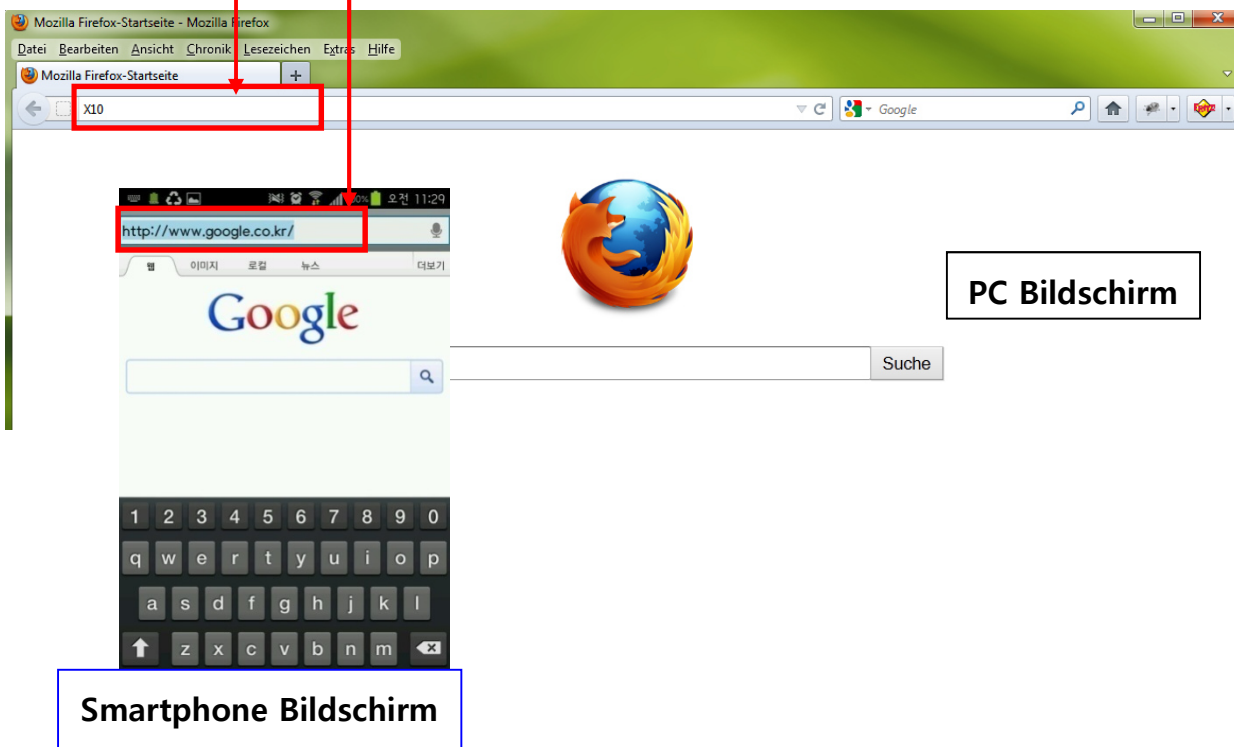 Mozilla Firefox-Startseite - Mozilla Firefox
Datei Bearbeiten Ansicht Chronik Lesezeichen Extras Hilfe
Mozilla Firefox-Startseite
X10
Google
오전 11:29
http://www.google.co.kr/
웹 이미지 로컬 뉴스 더보기
Google
PC Bildschirm
Suche
1 2 3 4 5 6 7 8 9 0
q w e r t y u i o p
a s d f g h j k l
z x c v b n m
Smartphone Bildschirm